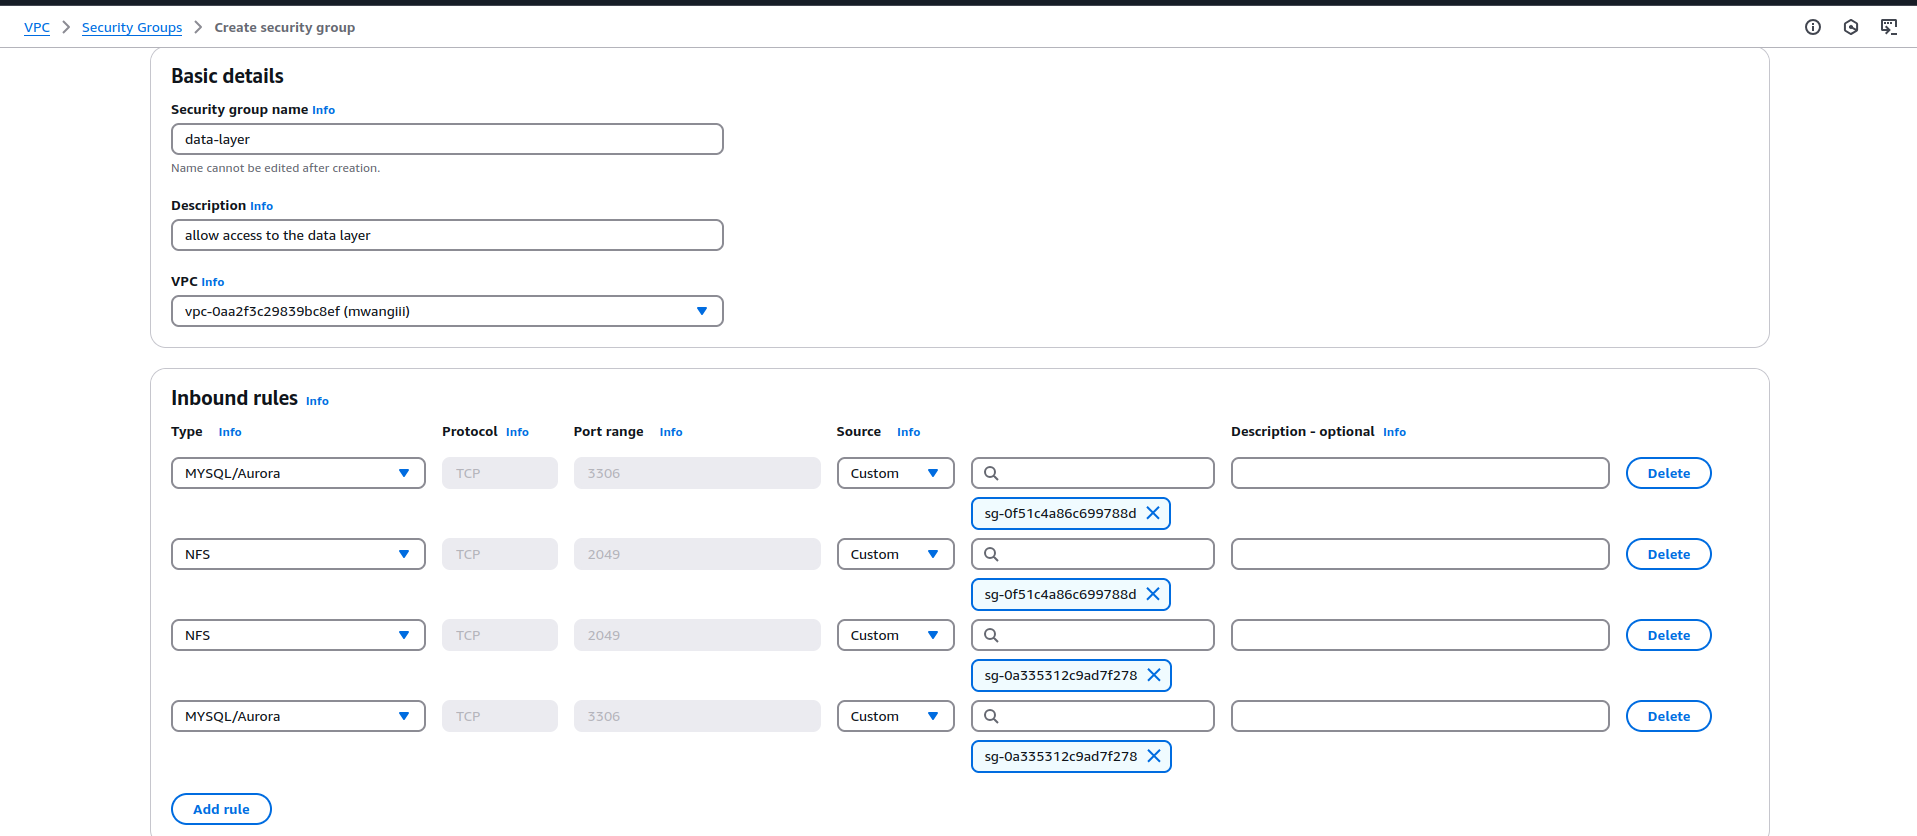 VPC > Security Groups > Create security group
Basic details
Security group name Info
data-layer
Name cannot be edited after creation.
Description Info
allow access to the data layer
VPC Info
vpc-0aa2f3c29839bc8ef (mwangiii)
Inbound rules Info
Type Info Protocol Info Port range Info Source Info Description - optional Info
MYSQL/Aurora TCP 3306 Custom Delete
sg-0f51c4a86c699788d
NFS TCP 2049 Custom Delete
sg-0f51c4a86c699788d
NFS TCP 2049 Custom Delete
sg-0a335312c9ad7f278
MYSQL/Aurora TCP 3306 Custom Delete
sg-0a335312c9ad7f278
Add rule